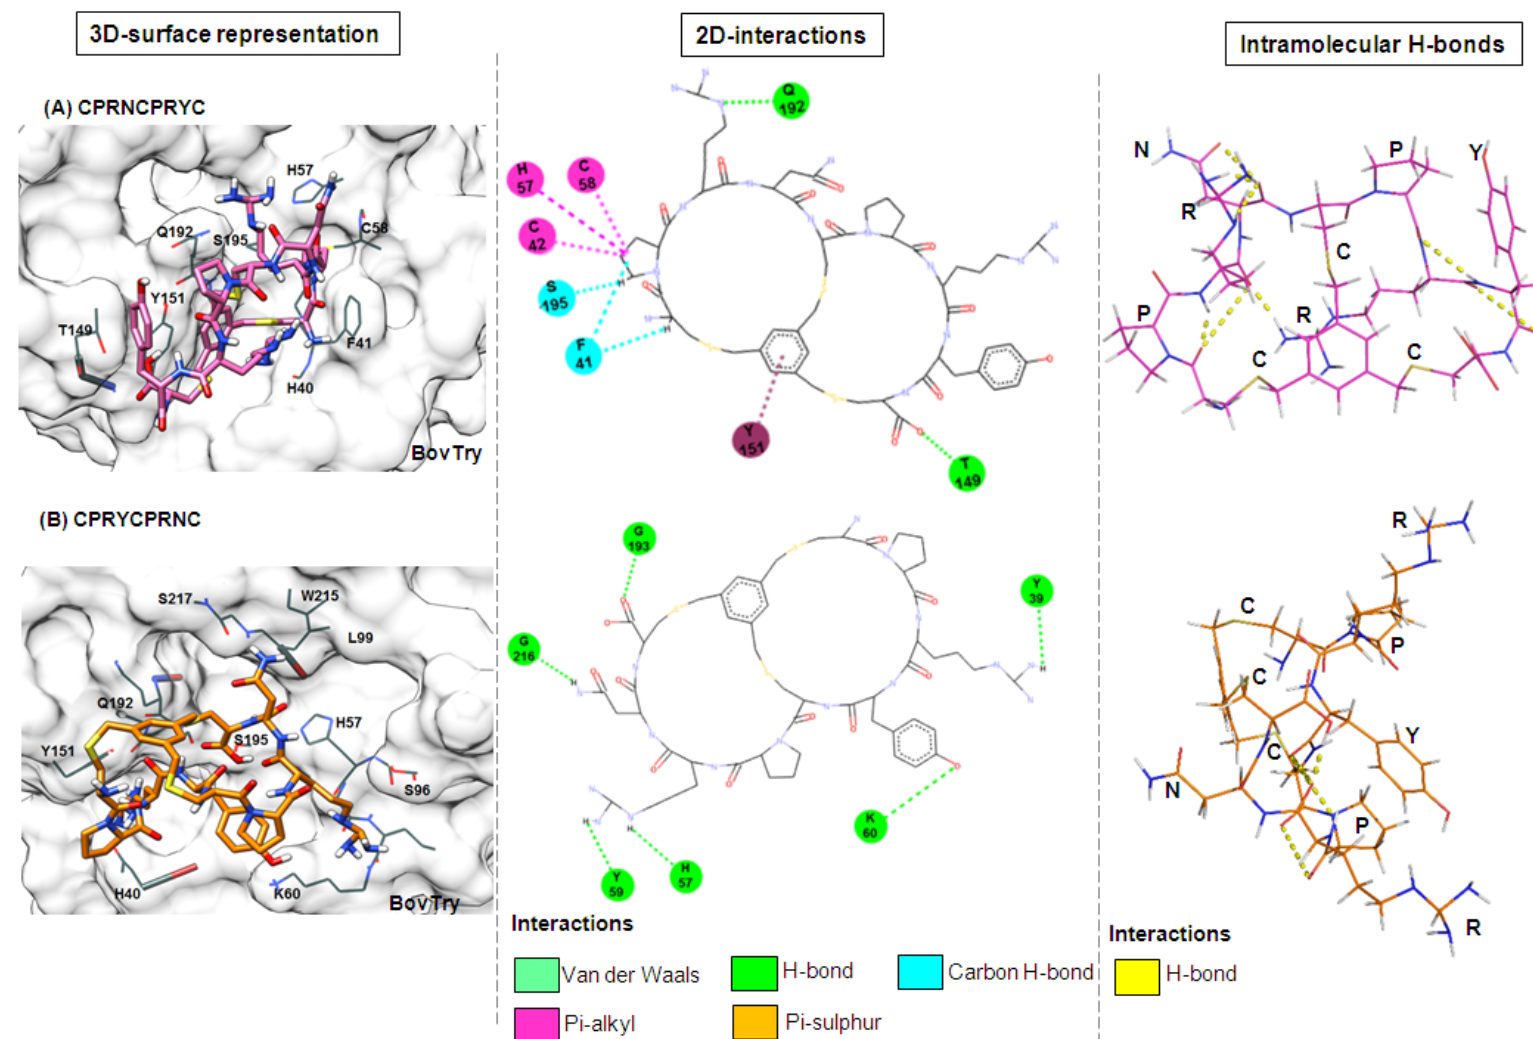 3D-surface representation
2D-interactions
Intramolecular H-bonds
(A) CPRNCPRYC
H57
C58
Q192
S195
Y151
T149
F41
H40
BovTry
Q
192
H
57
C
58
C
42
S
195
F
41
Y
151
T
149
N
P
Y
R
C
P
R
C
C
(B) CPRYCPRNC
S217
W215
L99
Q192
H57
S195
Y151
S96
H40
K60
BovTry
G
193
Y
39
G
216
K
60
Y
59
H
57
R
C
P
C
Y
C
N
P
R
Interactions
Van der Waals
H-bond
Carbon H-bond
Pi-alkyl
Pi-sulphur
Interactions
H-bond